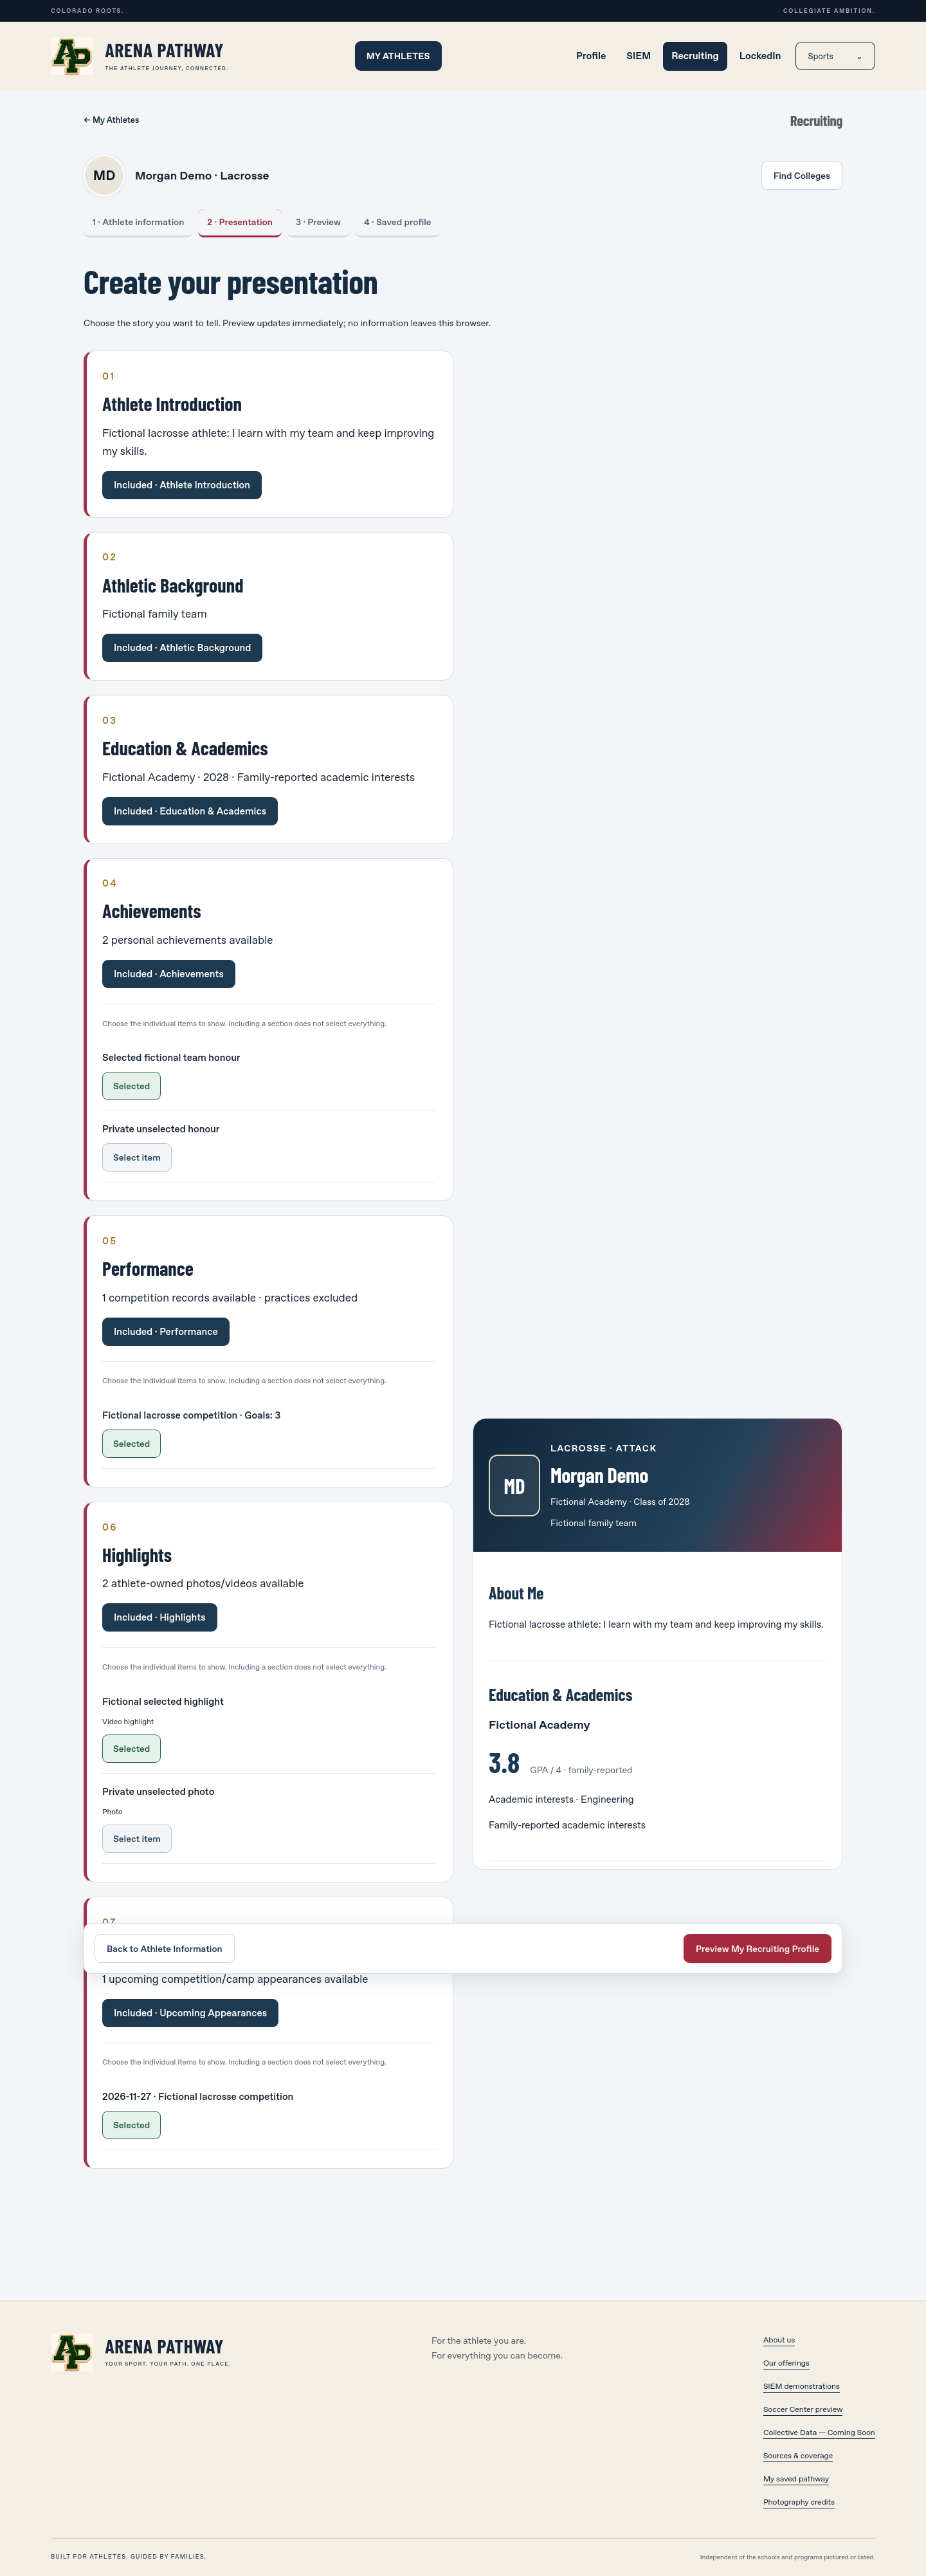 COLORADO ROOTS.
COLLEGIATE AMBITION.
AP
ARENA PATHWAY
THE ATHLETE JOURNEY, CONNECTED.
MY ATHLETES
Profile
SIEM
Recruiting
LockedIn
Sports
← My Athletes
Recruiting
MD
Morgan Demo · Lacrosse
Find Colleges
1 · Athlete information
2 · Presentation
3 · Preview
4 · Saved profile
Create your presentation
Choose the story you want to tell. Preview updates immediately; no information leaves this browser.
01
Athlete Introduction
Fictional lacrosse athlete: I learn with my team and keep improving
my skills.
Included · Athlete Introduction
02
Athletic Background
Fictional family team
Included · Athletic Background
03
Education & Academics
Fictional Academy · 2028 · Family-reported academic interests
Included · Education & Academics
04
Achievements
2 personal achievements available
Included · Achievements
Choose the individual items to show. Including a section does not select everything.
Selected fictional team honour
Selected
Private unselected honour
Select item
05
Performance
1 competition records available · practices excluded
Included · Performance
Choose the individual items to show. Including a section does not select everything.
Fictional lacrosse competition · Goals: 3
Selected
06
Highlights
2 athlete-owned photos/videos available
Included · Highlights
Choose the individual items to show. Including a section does not select everything.
Fictional selected highlight
Video highlight
Selected
Private unselected photo
Photo
Select item
LACROSSE · ATTACK
MD
Morgan Demo
Fictional Academy · Class of 2028
Fictional family team
About Me
Fictional lacrosse athlete: I learn with my team and keep improving my skills.
Education & Academics
Fictional Academy
3.8 GPA / 4 · family-reported
Academic interests · Engineering
Family-reported academic interests
07
Back to Athlete Information
Preview My Recruiting Profile
1 upcoming competition/camp appearances available
Included · Upcoming Appearances
Choose the individual items to show. Including a section does not select everything.
2026-11-27 · Fictional lacrosse competition
Selected
AP
ARENA PATHWAY
YOUR SPORT. YOUR PATH. ONE PLACE.
For the athlete you are.
For everything you can become.
About us
Our offerings
SIEM demonstrations
Soccer Center preview
Collective Data — Coming Soon
Sources & coverage
My saved pathway
Photography credits
BUILT FOR ATHLETES. GUIDED BY FAMILIES.
Independent of the schools and programs pictured or listed.